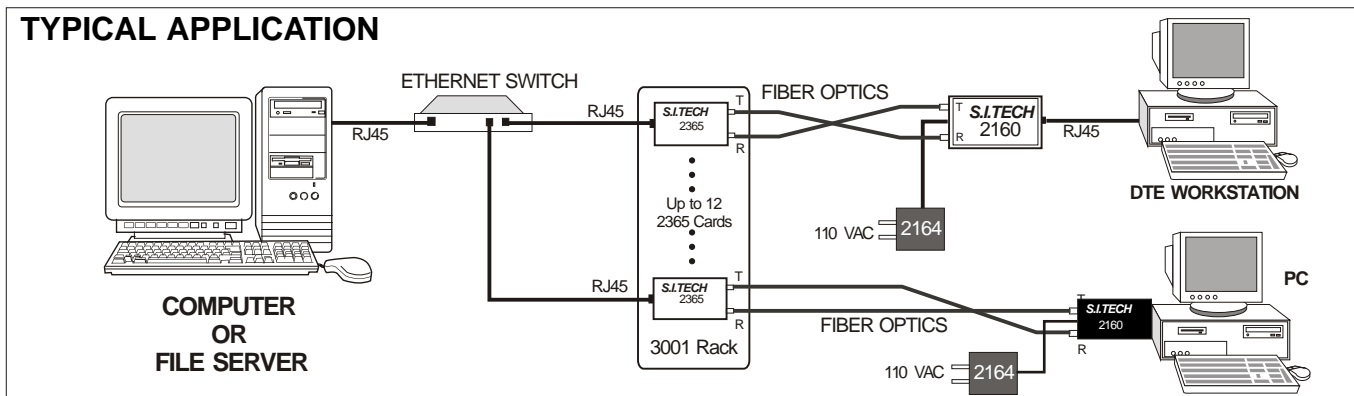 TYPICAL APPLICATION
ETHERNET SWITCH
RJ45
RJ45
RJ45
COMPUTER
OR
FILE SERVER
S.I.TECH
2365
T
R
Up to 12
2365 Cards
S.I.TECH
2365
T
R
3001 Rack
FIBER OPTICS
T
R
S.I.TECH
2160
RJ45
110 VAC
2164
DTE WORKSTATION
FIBER OPTICS
T
R
S.I.TECH
2160
110 VAC
2164
PC